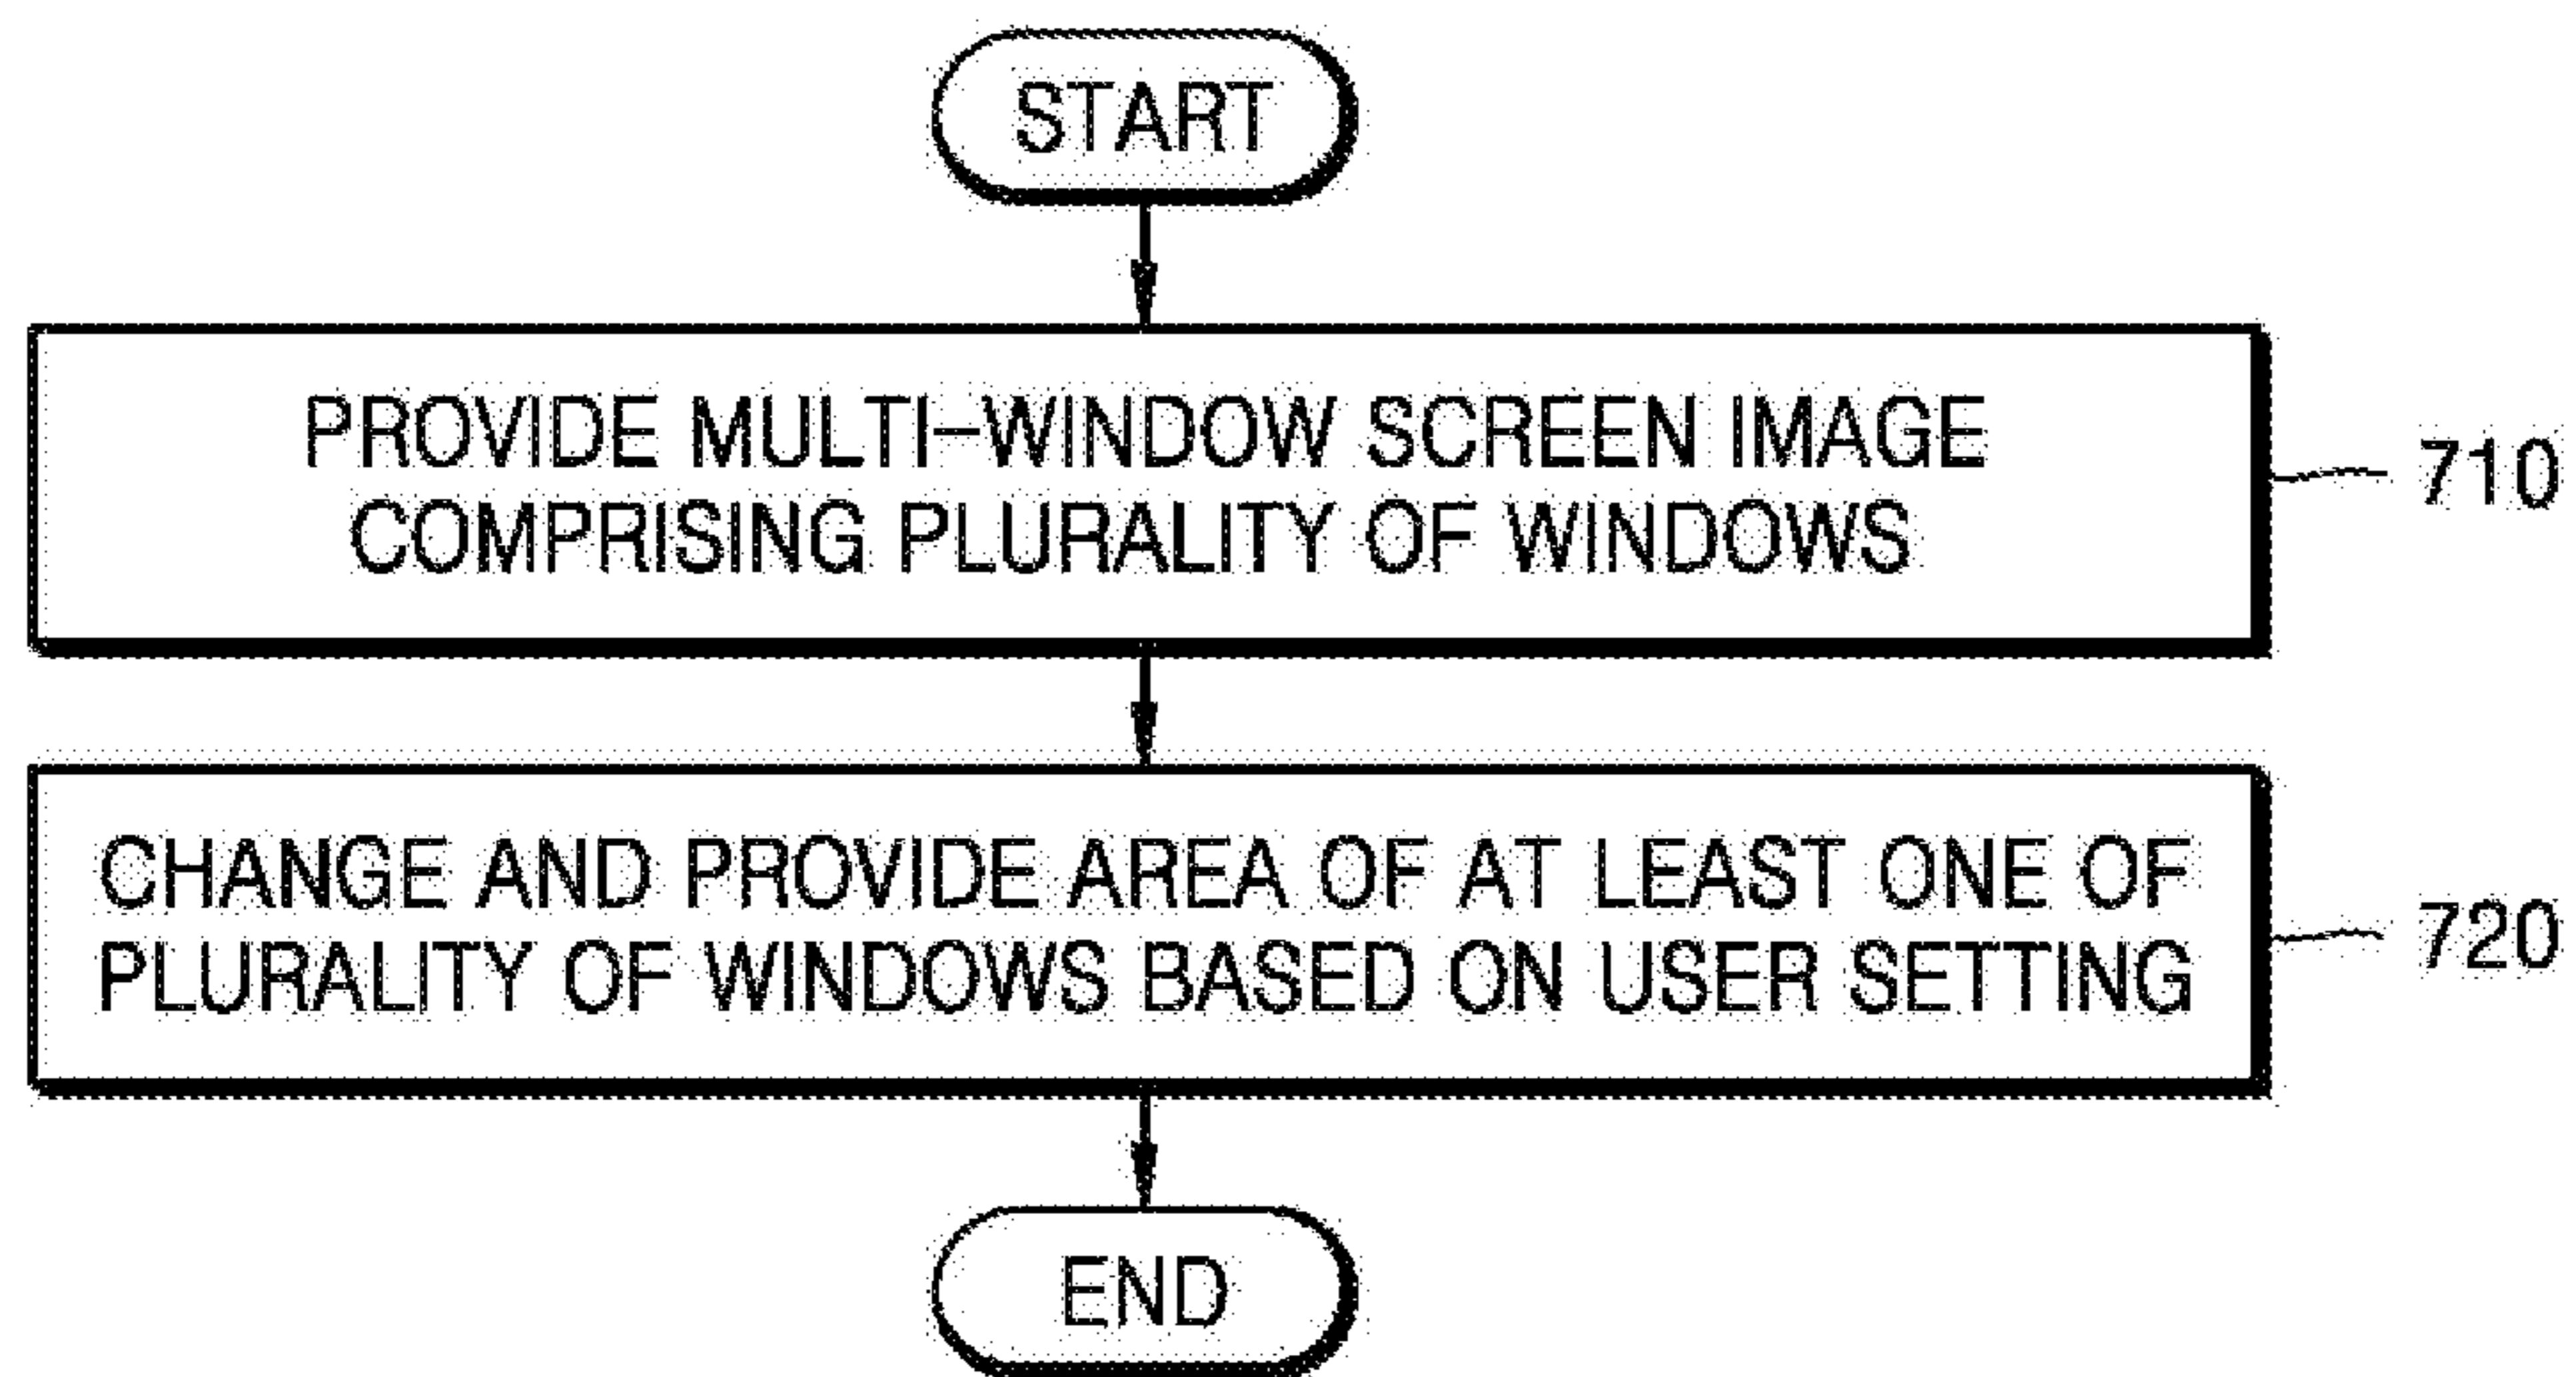 START
PROVIDE MULTI-WINDOW SCREEN IMAGE
COMPRISING PLURALITY OF WINDOWS
710
CHANGE AND PROVIDE AREA OF AT LEAST ONE OF
PLURALITY OF WINDOWS BASED ON USER SETTING
720
END